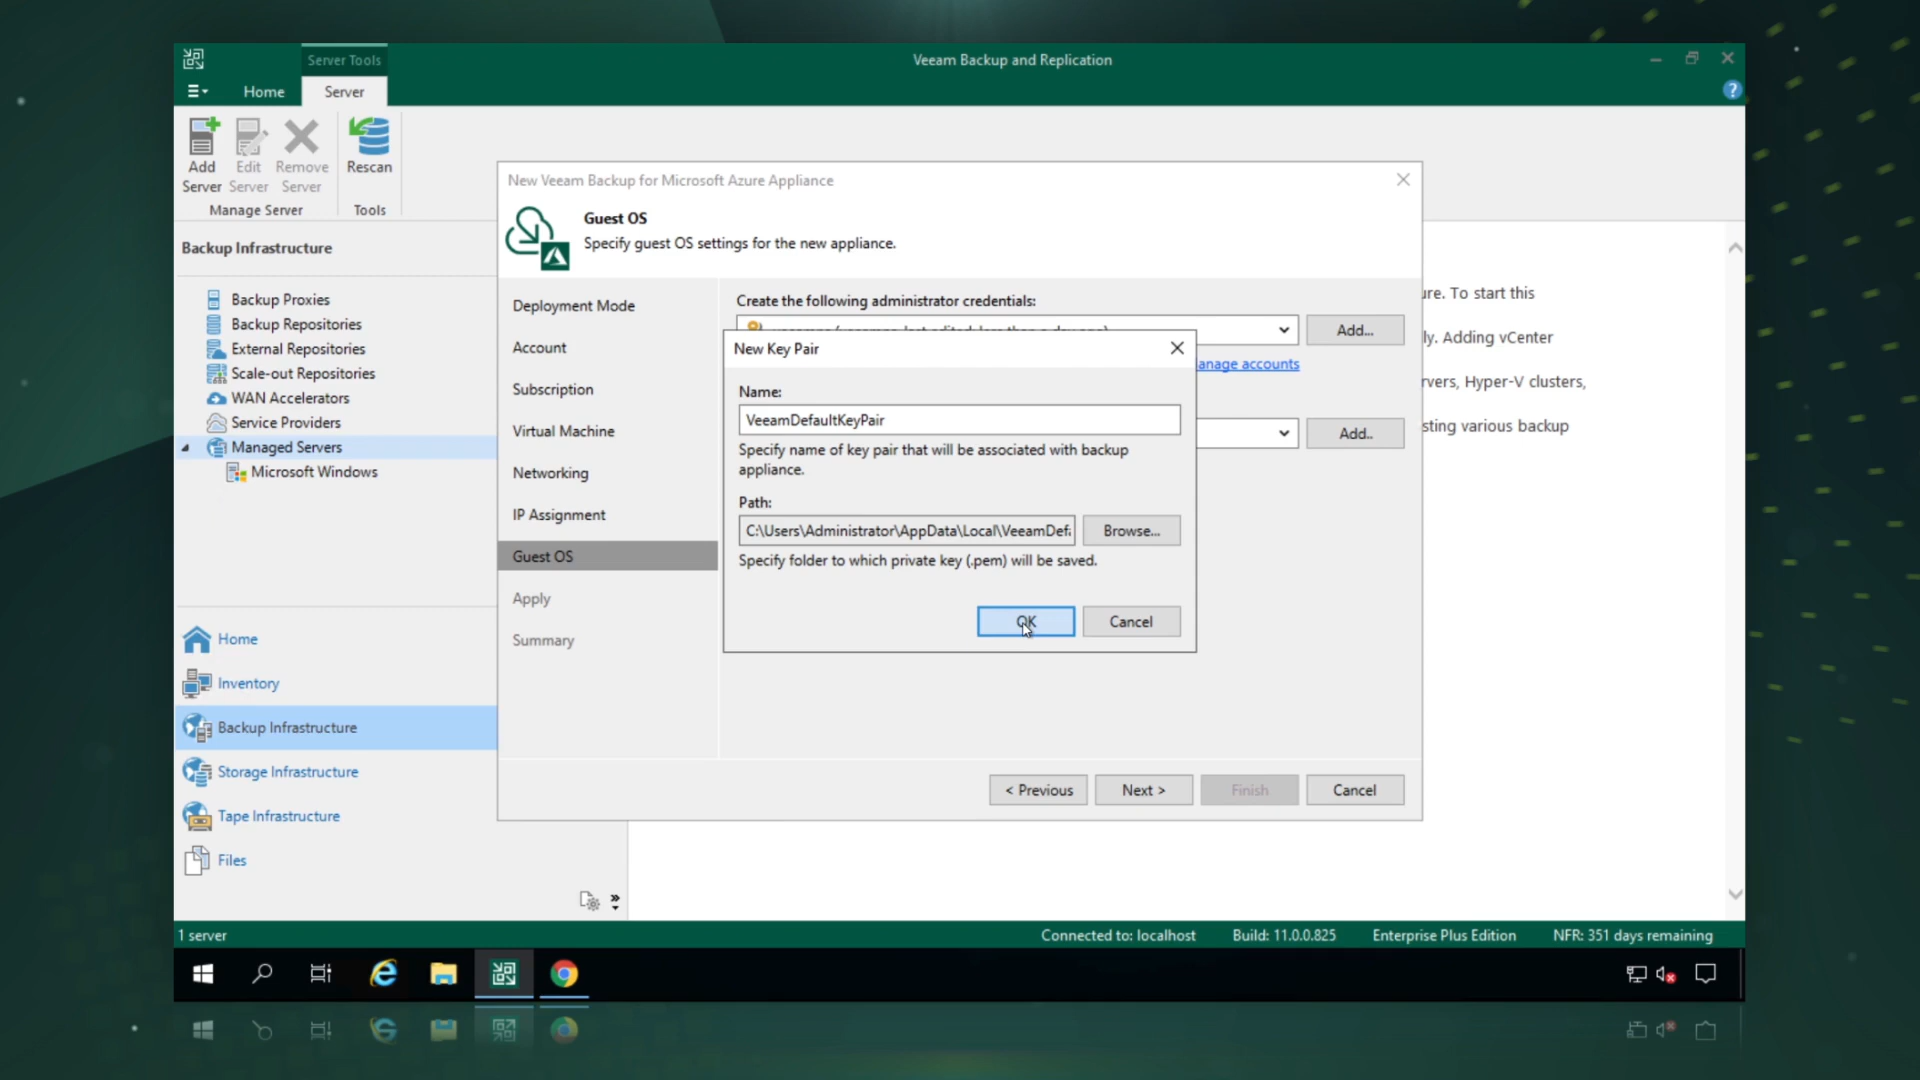 Server Tools
Veeam Backup and Replication
Home
Server
?
Add Server
Edit Server
Remove Server
Rescan
Manage Server
Tools
Backup Infrastructure
Backup Proxies
Backup Repositories
External Repositories
Scale-out Repositories
WAN Accelerators
Service Providers
Managed Servers
Microsoft Windows
Home
Inventory
Backup Infrastructure
Storage Infrastructure
Tape Infrastructure
Files
New Veeam Backup for Microsoft Azure Appliance
Guest OS
Specify guest OS settings for the new appliance.
Deployment Mode
Account
Subscription
Virtual Machine
Networking
IP Assignment
Guest OS
Apply
Summary
Create the following administrator credentials:
Add...
anage accounts
Add..
New Key Pair
Name:
VeeamDefaultKeyPair
Specify name of key pair that will be associated with backup
appliance.
Path:
C:\Users\Administrator\AppData\Local\VeeamDefa
Browse...
Specify folder to which private key (.pem) will be saved.
OK
Cancel
< Previous
Next >
Finish
Cancel
ure. To start this
ly. Adding vCenter
rvers, Hyper-V clusters,
sting various backup
1 server
Connected to: localhost
Build: 11.0.0.825
Enterprise Plus Edition
NFR: 351 days remaining